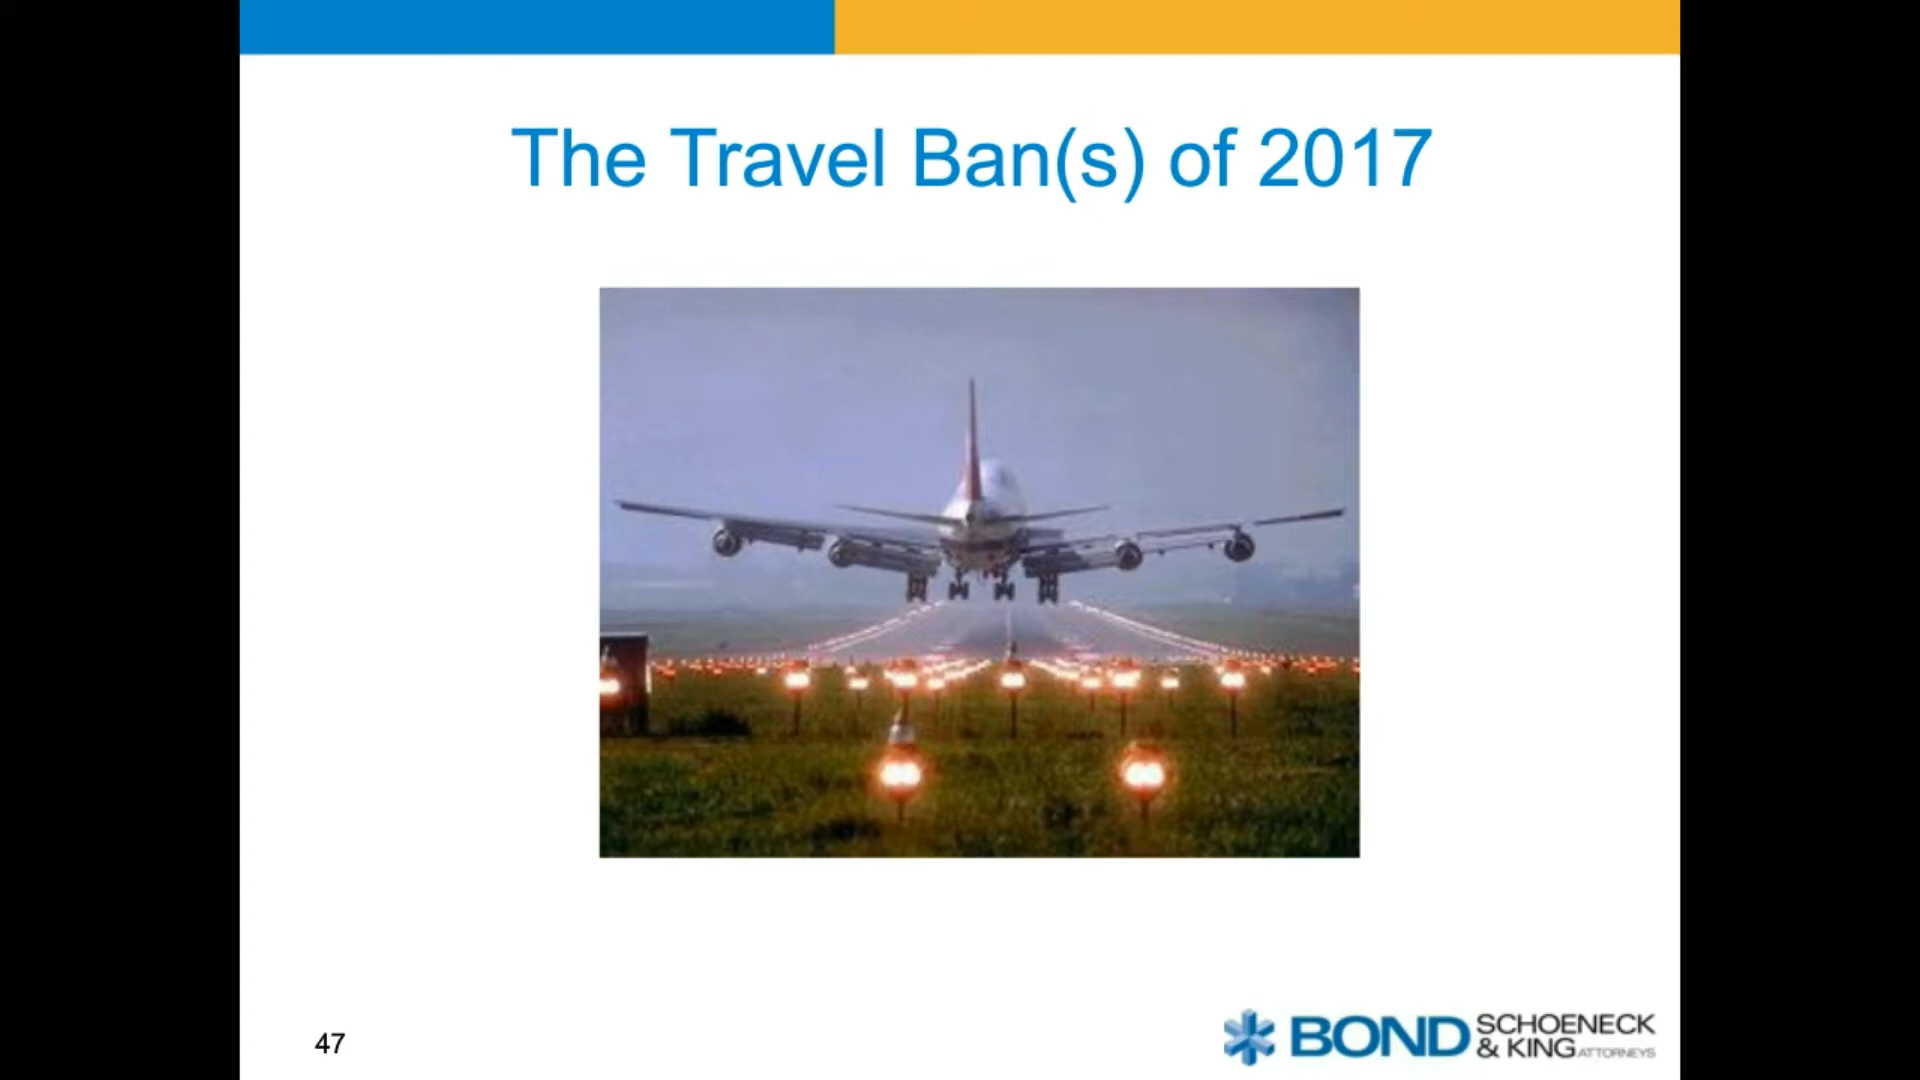 The Travel Ban(s) of 2017
47
BOND SCHOENECK
& KING ATTORNEYS